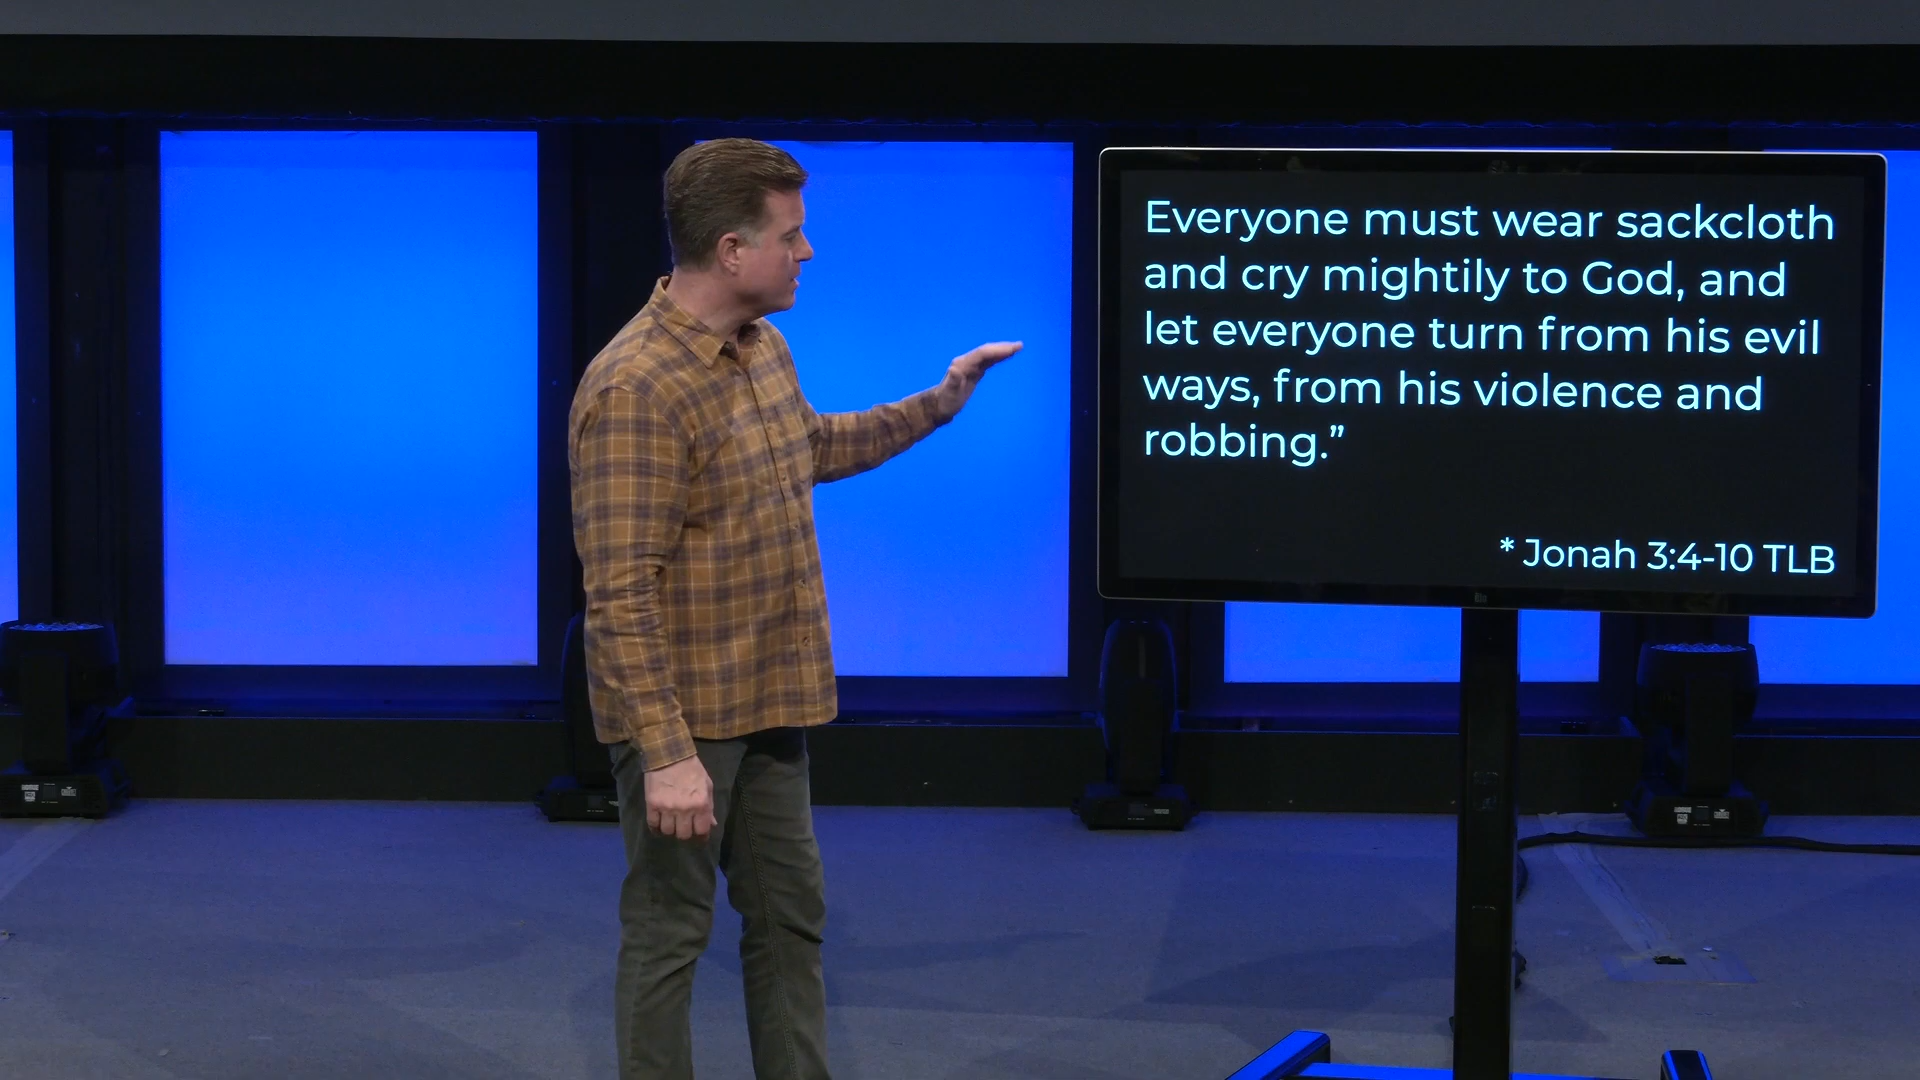 Everyone must wear sackcloth
and cry mightily to God, and
let everyone turn from his evil
ways, from his violence and
robbing.”
* Jonah 3:4-10 TLB